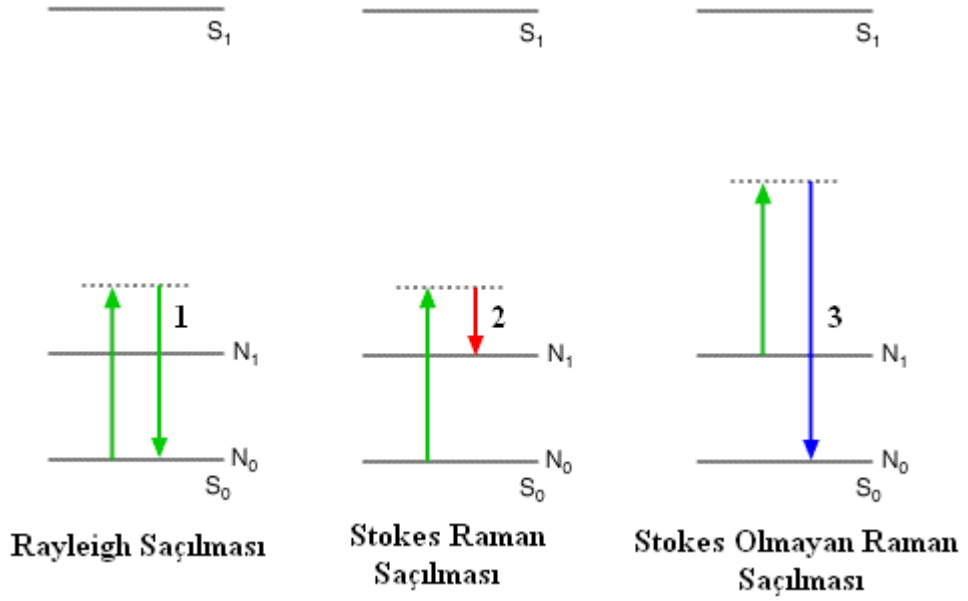 S₁
S₁
S₁
1
2
3
N₁
N₁
N₁
N₀
N₀
N₀
S₀
S₀
S₀
Rayleigh Saçılması
Stokes Raman
Saçılması
Stokes Olmayan Raman
Saçılması